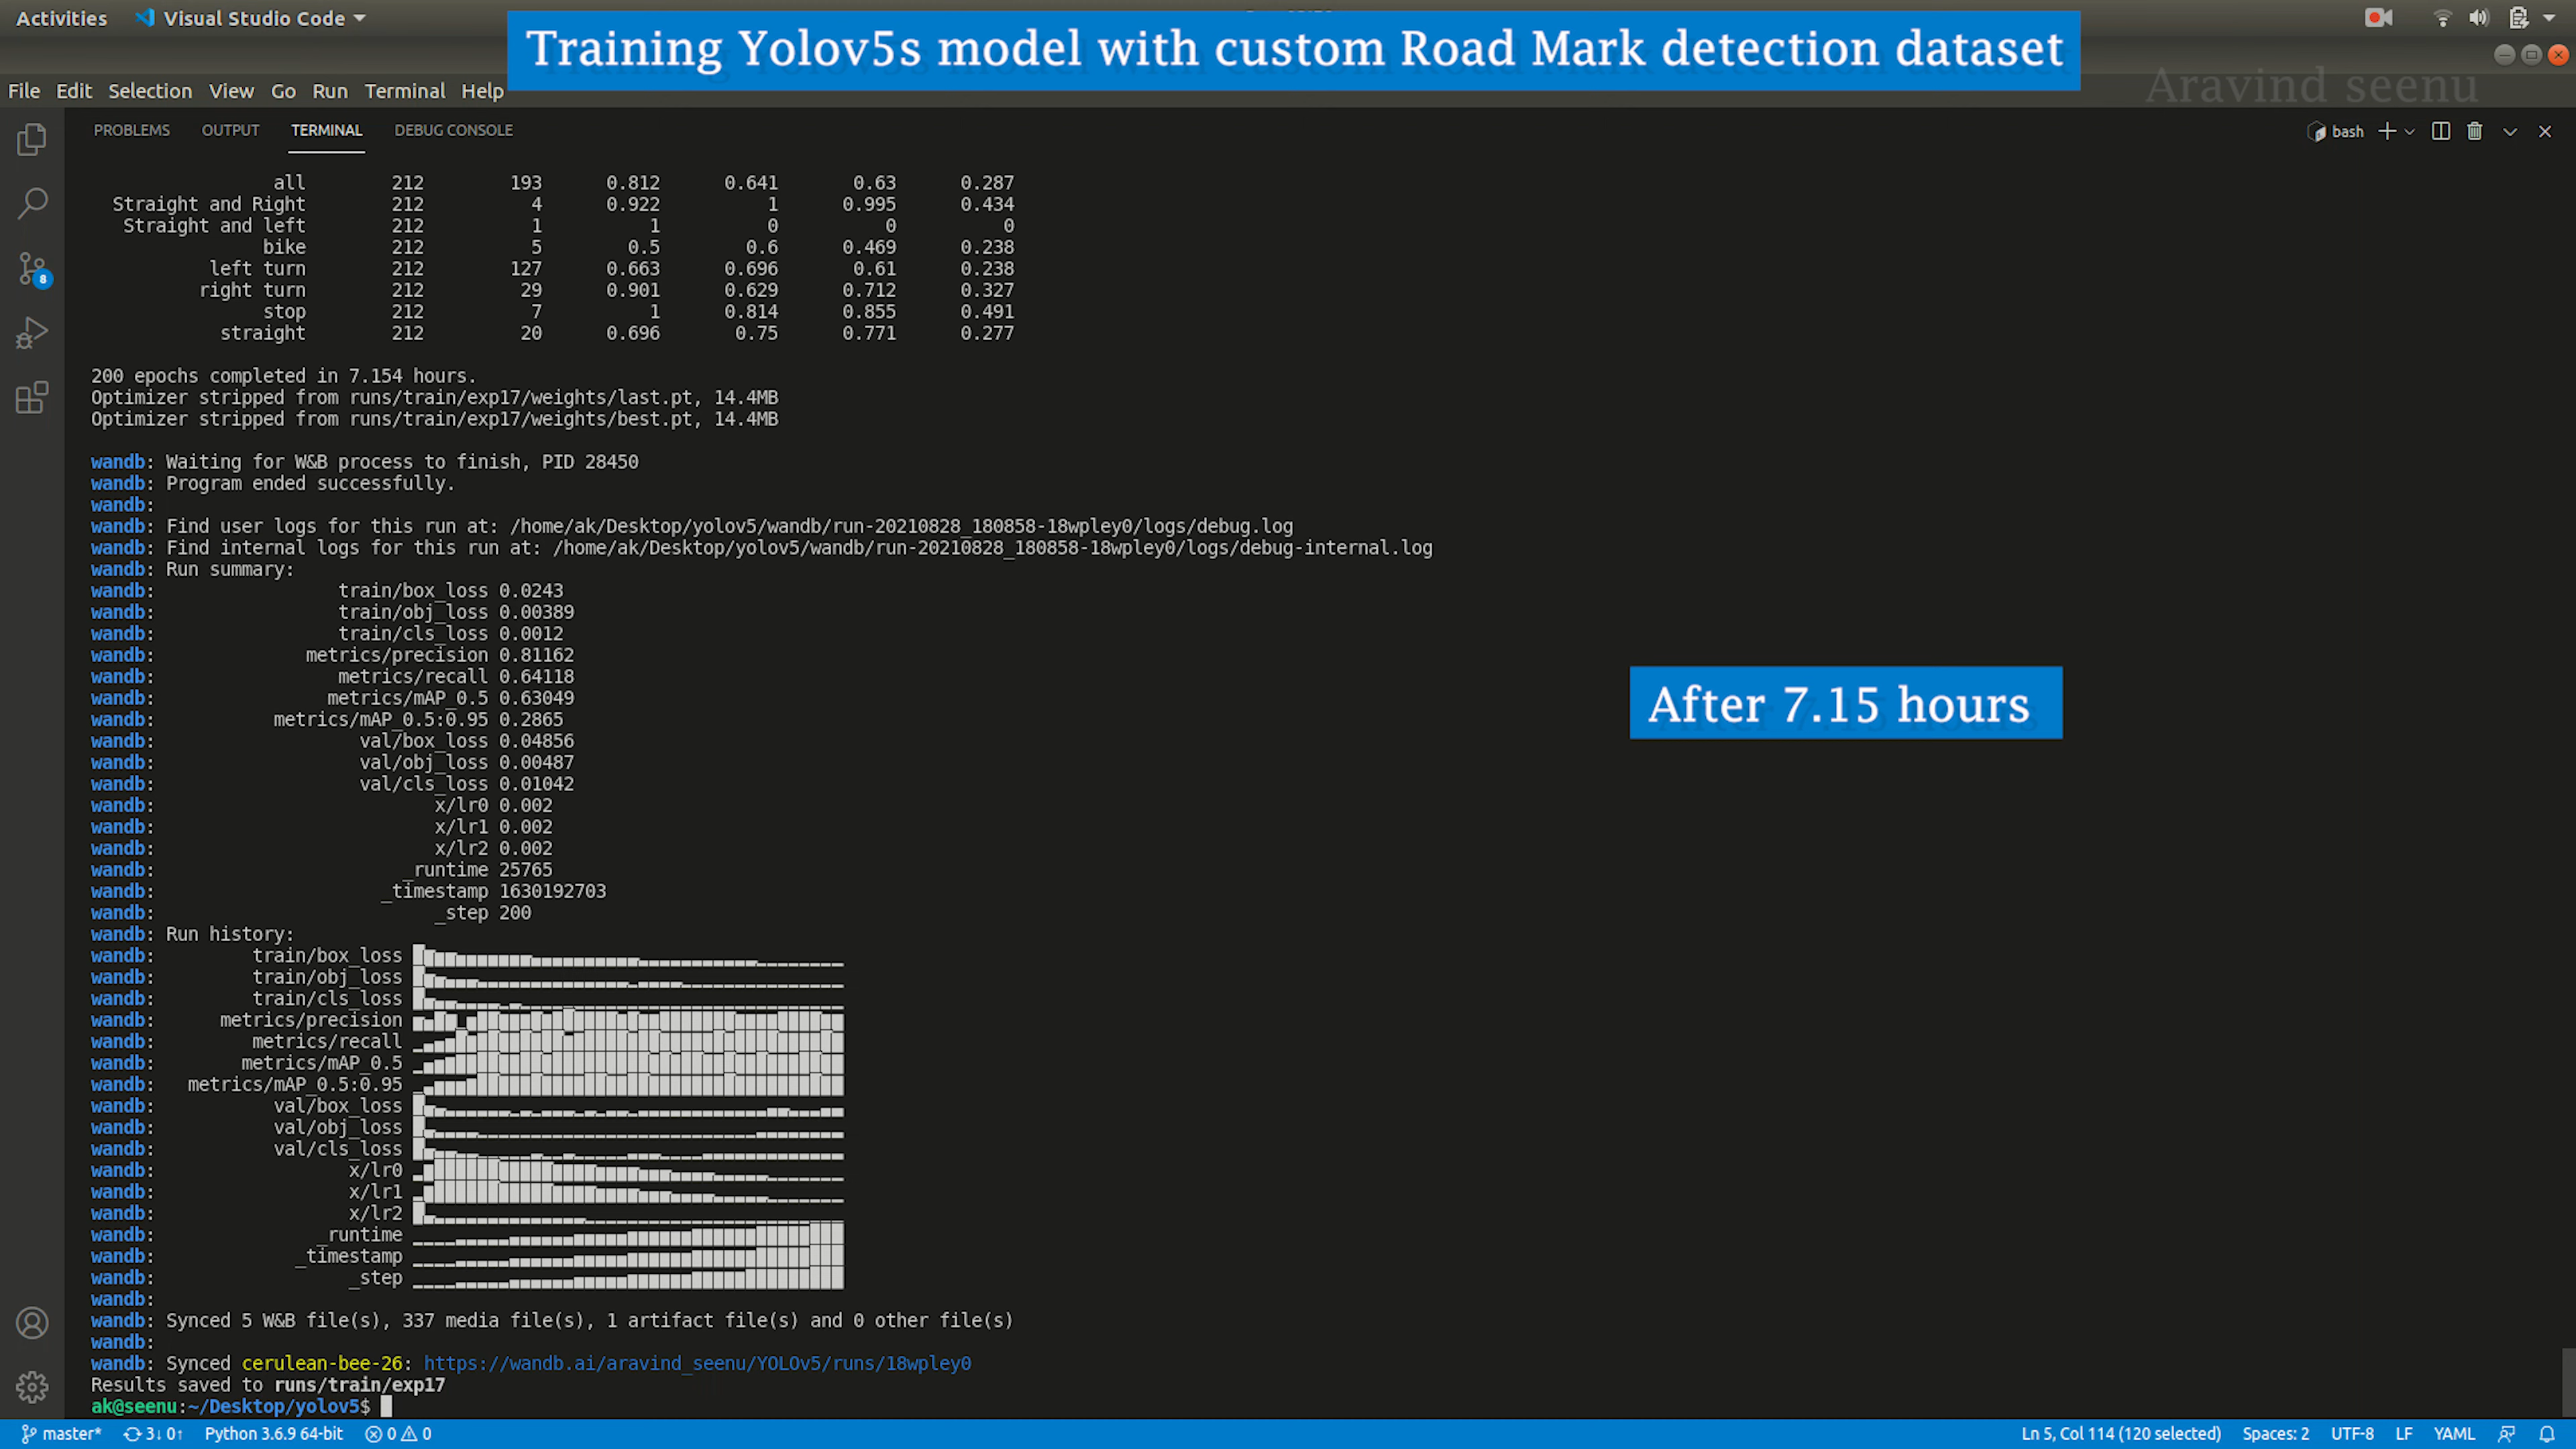 Activities Visual Studio Code
Training Yolov5s model with custom Road Mark detection dataset
File Edit Selection View Go Run Terminal Help
Aravind seenu
PROBLEMS OUTPUT TERMINAL DEBUG CONSOLE
bash
all 212 193 0.812 0.641 0.63 0.287
Straight and Right 212 4 0.922 1 0.995 0.434
Straight and left 212 1 1 0 0 0
bike 212 5 0.5 0.6 0.469 0.238
left turn 212 127 0.663 0.696 0.61 0.238
right turn 212 29 0.901 0.629 0.712 0.327
stop 212 7 1 0.814 0.855 0.491
straight 212 20 0.696 0.75 0.771 0.277
200 epochs completed in 7.154 hours.
Optimizer stripped from runs/train/exp17/weights/last.pt, 14.4MB
Optimizer stripped from runs/train/exp17/weights/best.pt, 14.4MB
wandb: Waiting for W&B process to finish, PID 28450
wandb: Program ended successfully.
wandb:
wandb: Find user logs for this run at: /home/ak/Desktop/yolov5/wandb/run-20210828_180858-18wpley0/logs/debug.log
wandb: Find internal logs for this run at: /home/ak/Desktop/yolov5/wandb/run-20210828_180858-18wpley0/logs/debug-internal.log
wandb: Run summary:
wandb: train/box_loss 0.0243
wandb: train/obj_loss 0.00389
wandb: train/cls_loss 0.0012
wandb: metrics/precision 0.81162
wandb: metrics/recall 0.64118
wandb: metrics/mAP_0.5 0.63049
wandb: metrics/mAP_0.5:0.95 0.2865
After 7.15 hours
wandb: val/box_loss 0.04856
wandb: val/obj_loss 0.00487
wandb: val/cls_loss 0.01042
wandb: x/lr0 0.002
wandb: x/lr1 0.002
wandb: x/lr2 0.002
wandb: _runtime 25765
wandb: _timestamp 1630192703
wandb: _step 200
wandb: Run history:
wandb: train/box_loss
wandb: train/obj_loss
wandb: train/cls_loss
wandb: metrics/precision
wandb: metrics/recall
wandb: metrics/mAP_0.5
wandb: metrics/mAP_0.5:0.95
wandb: val/box_loss
wandb: val/obj_loss
wandb: val/cls_loss
wandb: x/lr0
wandb: x/lr1
wandb: x/lr2
wandb: _runtime
wandb: _timestamp
wandb: _step
wandb:
wandb: Synced 5 W&B file(s), 337 media file(s), 1 artifact file(s) and 0 other file(s)
wandb:
wandb: Synced cerulean-bee-26: https://wandb.ai/aravind_seenu/YOLOv5/runs/18wpley0
Results saved to runs/train/exp17
ak@seenu:~/Desktop/yolov5$
8
master* 3↓ 0↑ Python 3.6.9 64-bit 0 0 Ln 5, Col 114 (120 selected) Spaces: 2 UTF-8 LF YAML